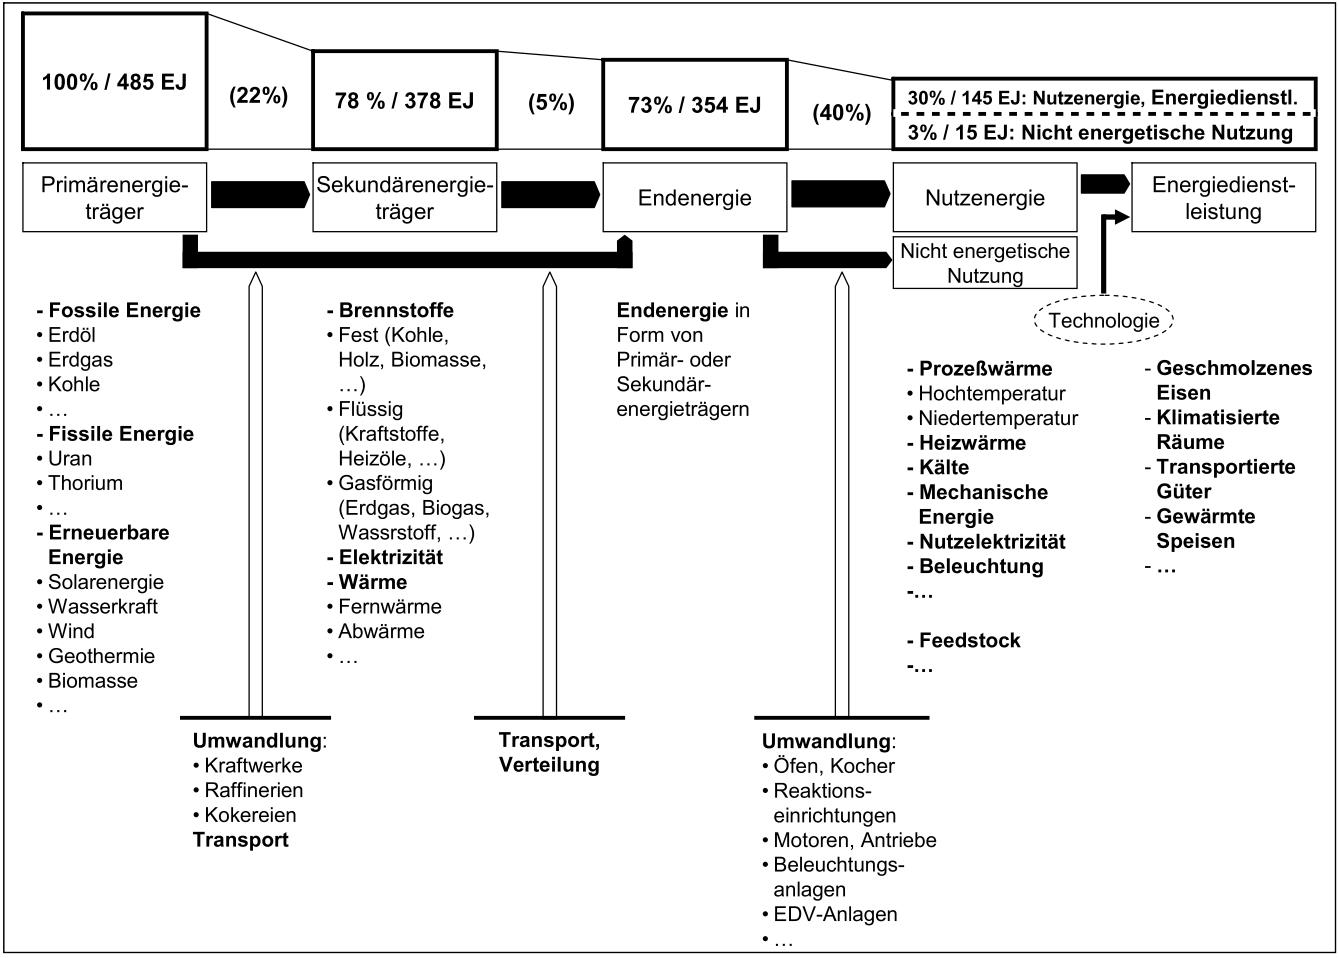 100% / 485 EJ
(22%)
78 % / 378 EJ
(5%)
73% / 354 EJ
(40%)
30% / 145 EJ: Nutzenergie, Energiedienstl.
3% / 15 EJ: Nicht energetische Nutzung
Primärenergie-
träger
Sekundärenergie-
träger
Endenergie
Nutzenergie
Energiedienst-
leistung
Nicht energetische
Nutzung
Technologie
- Fossile Energie
• Erdöl
• Erdgas
• Kohle
• …
- Fissile Energie
• Uran
• Thorium
• …
- Erneuerbare
Energie
• Solarenergie
• Wasserkraft
• Wind
• Geothermie
• Biomasse
• …
- Brennstoffe
• Fest (Kohle,
Holz, Biomasse,
…)
• Flüssig
(Kraftstoffe,
Heizöle, …)
• Gasförmig
(Erdgas, Biogas,
Wassrstoff, …)
- Elektrizität
- Wärme
• Fernwärme
• Abwärme
• …
Endenergie in
Form von
Primär- oder
Sekundär-
energieträgern
- Prozeßwärme
• Hochtemperatur
• Niedertemperatur
- Heizwärme
- Kälte
- Mechanische
Energie
- Nutzelektrizität
- Beleuchtung
-…
- Feedstock
-…
- Geschmolzenes
Eisen
- Klimatisierte
Räume
- Transportierte
Güter
- Gewärmte
Speisen
- …
Umwandlung:
• Kraftwerke
• Raffinerien
• Kokereien
Transport
Transport,
Verteilung
Umwandlung:
• Öfen, Kocher
• Reaktions-
einrichtungen
• Motoren, Antriebe
• Beleuchtungs-
anlagen
• EDV-Anlagen
• …